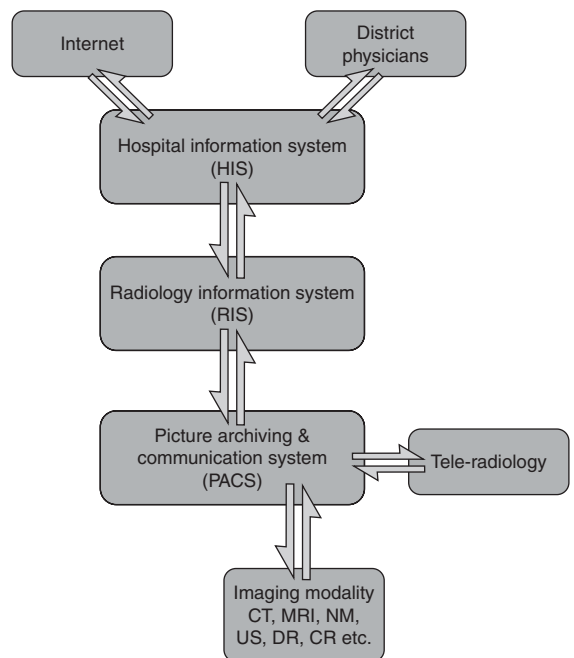 Internet
District
physicians
Hospital information system
(HIS)
Radiology information system
(RIS)
Picture archiving &
communication system
(PACS)
Tele-radiology
Imaging modality
CT, MRI, NM,
US, DR, CR etc.